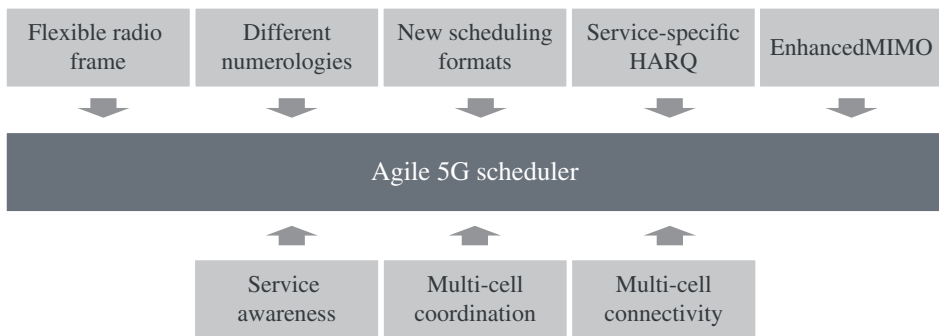 Flexible radio
frame
Different
numerologies
New scheduling
formats
Service-specific
HARQ
EnhancedMIMO
Agile 5G scheduler
Service
awareness
Multi-cell
coordination
Multi-cell
connectivity